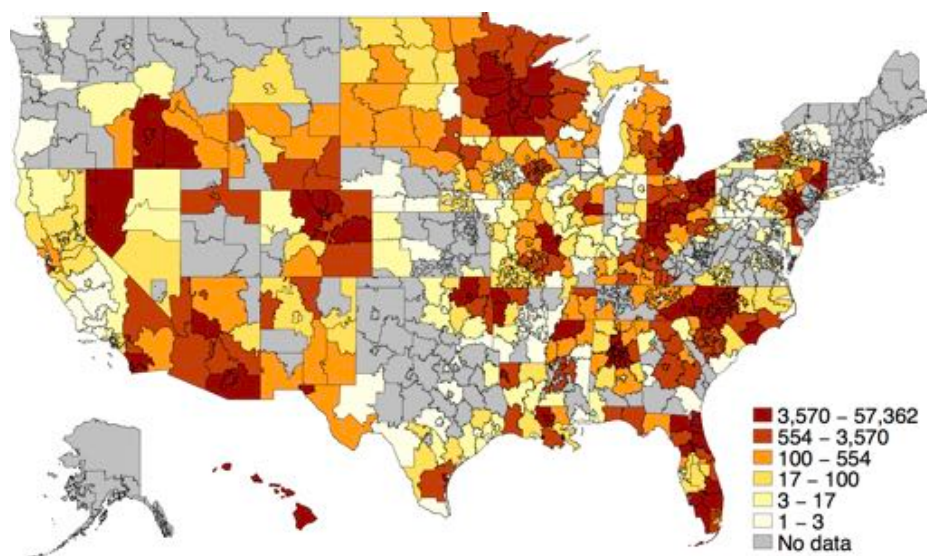 3,570 – 57,362
554 – 3,570
100 – 554
17 – 100
3 – 17
1 – 3
No data